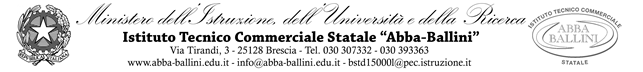 Ministero dell'Istruzione, dell'Università e della Ricerca
Istituto Tecnico Commerciale Statale "Abba-Ballini"
Via Tirandi, 3 - 25128 Brescia - Tel. 030 307332 - 030 393363
www.abba-ballini.edu.it - info@abba-ballini.edu.it - bstd15000l@pec.istruzione.it
ISTITUTO TECNICO COMMERCIALE
ABBA
BALLINI
STATALE